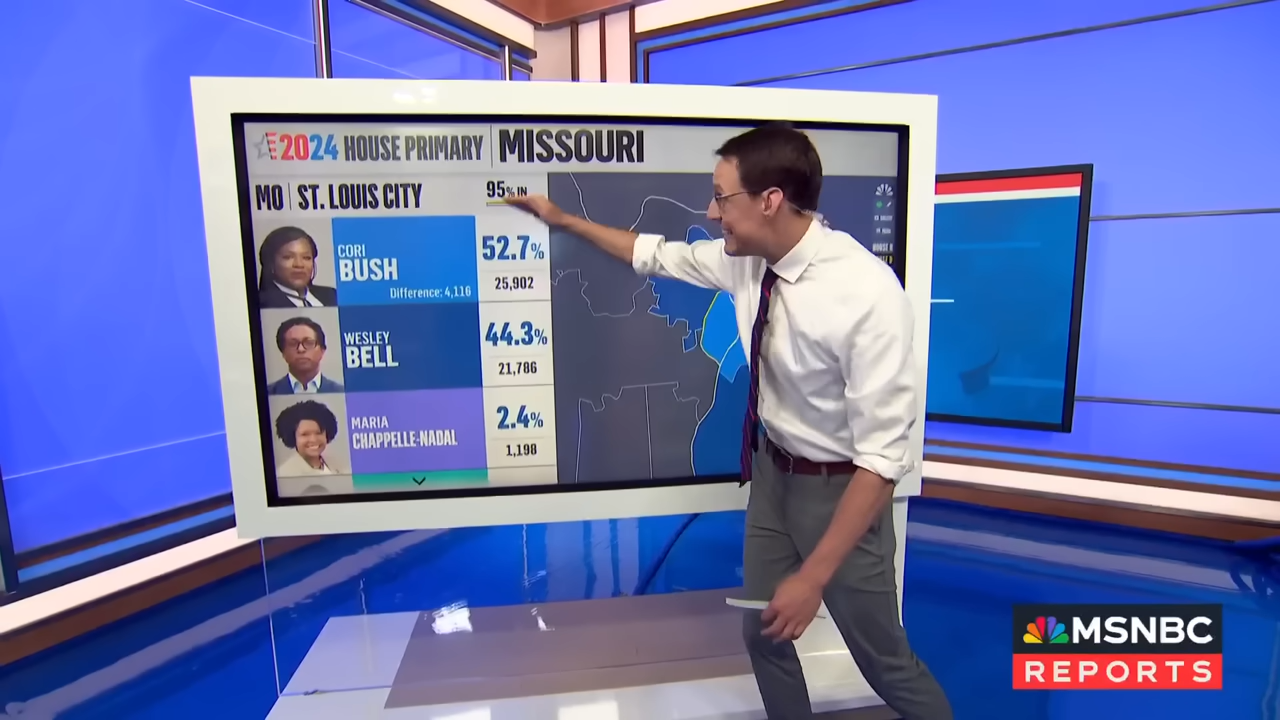 2024 HOUSE PRIMARY | MISSOURI
MO | ST. LOUIS CITY
95% IN
CORI
BUSH
Difference: 4,116
52.7%
25,902
WESLEY
BELL
44.3%
21,786
MARIA
CHAPPELLE-NADAL
2.4%
1,198
MSNBC
REPORTS